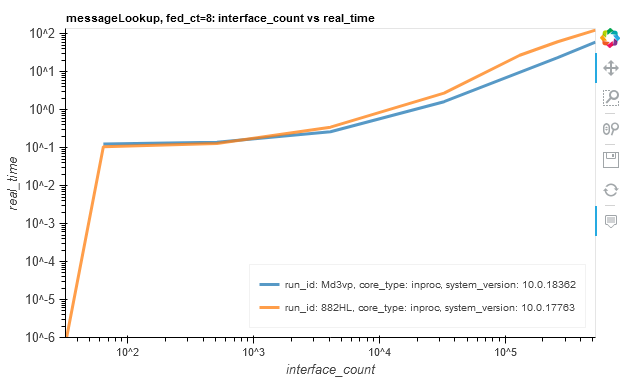 messageLookup, fed_ct=8: interface_count vs real_time
10^2
10^1
10^0
10^-1
10^-2
10^-3
10^-4
10^-5
10^-6
real_time
run_id: Md3vp, core_type: inproc, system_version: 10.0.18362
run_id: 882HL, core_type: inproc, system_version: 10.0.17763
10^2
10^3
10^4
10^5
interface_count